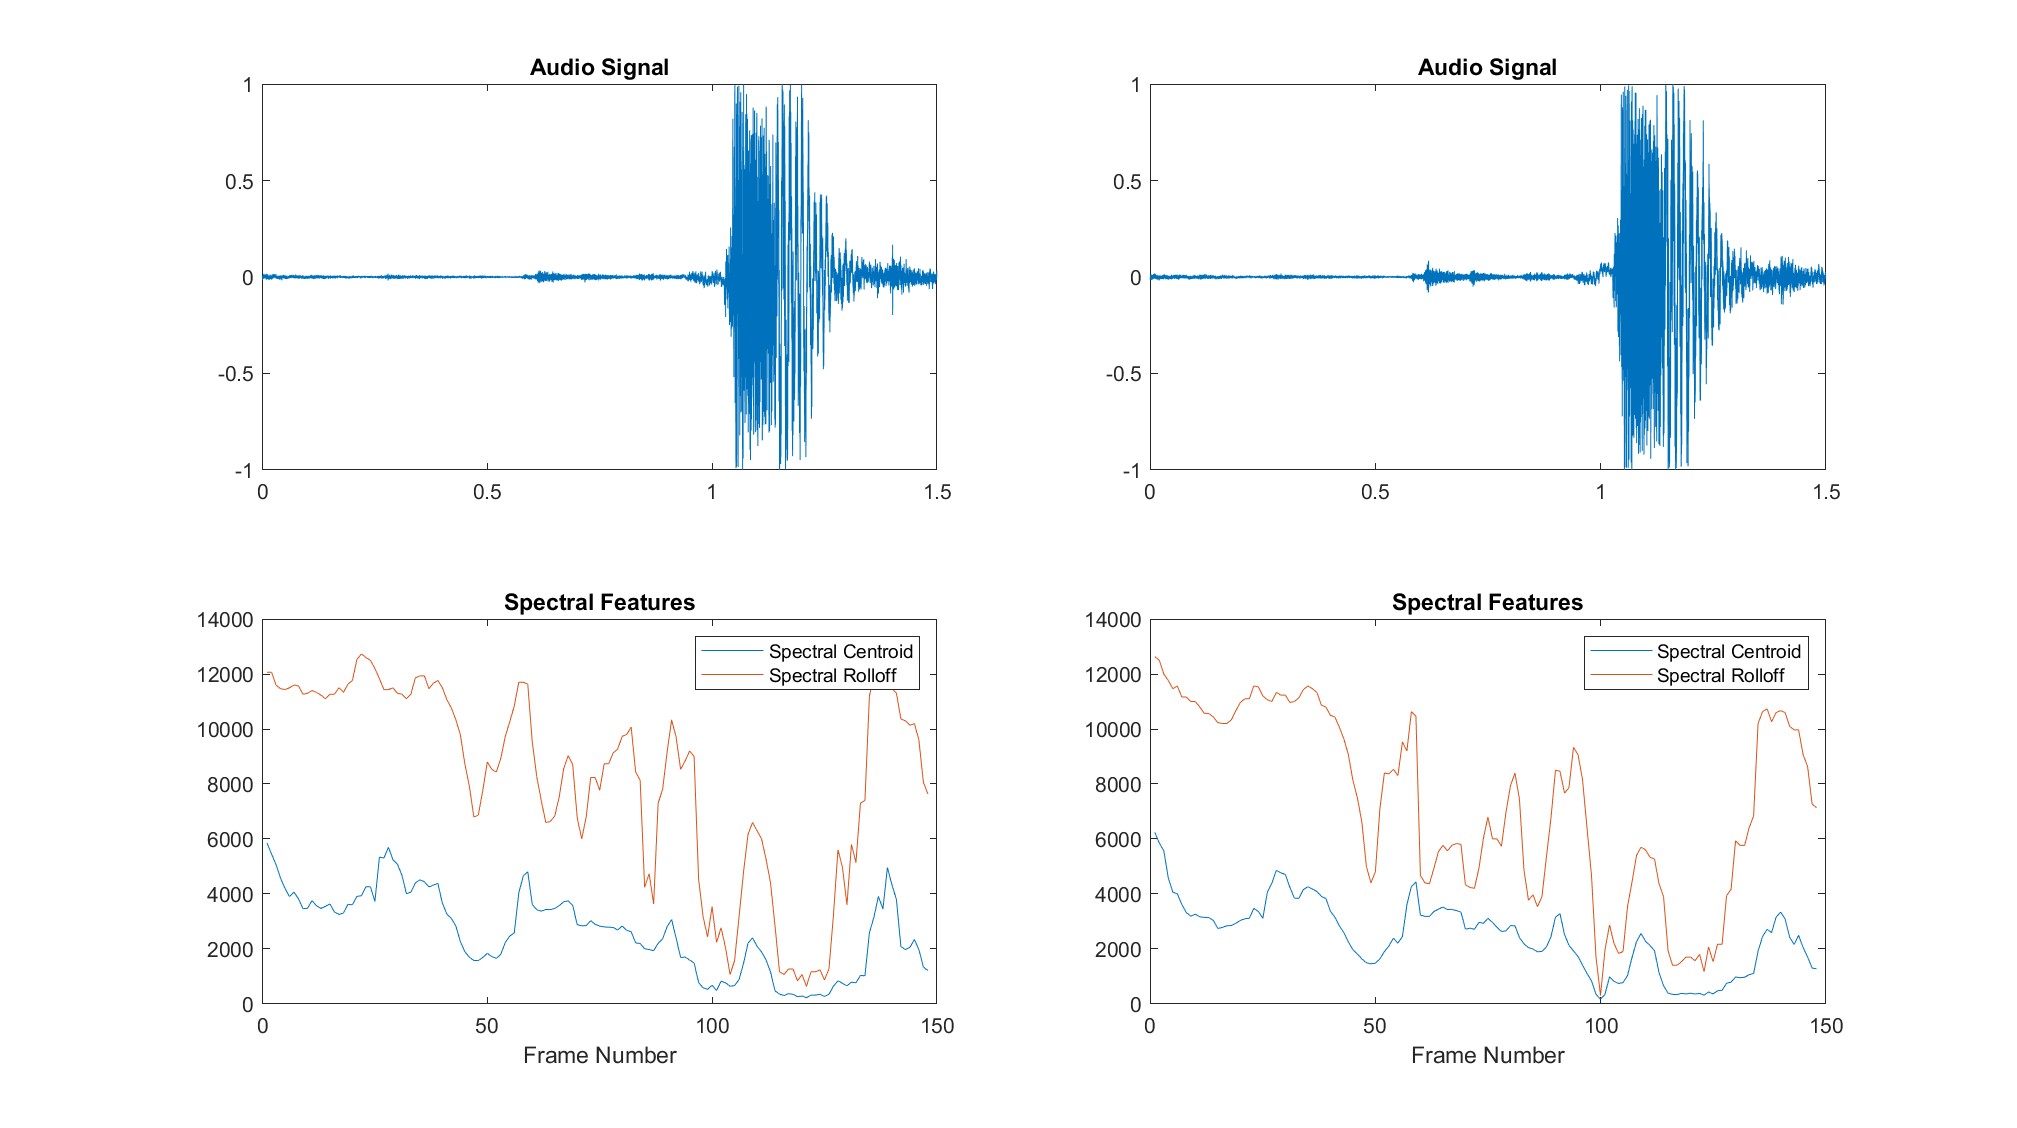 Audio Signal
1
0.5
0
-0.5
-1
0 0.5 1 1.5
Audio Signal
1
0.5
0
-0.5
-1
0 0.5 1 1.5
Spectral Features
14000
12000
10000
8000
6000
4000
2000
0
Spectral Centroid
Spectral Rolloff
0 50 100 150
Frame Number
Spectral Features
14000
12000
10000
8000
6000
4000
2000
0
Spectral Centroid
Spectral Rolloff
0 50 100 150
Frame Number